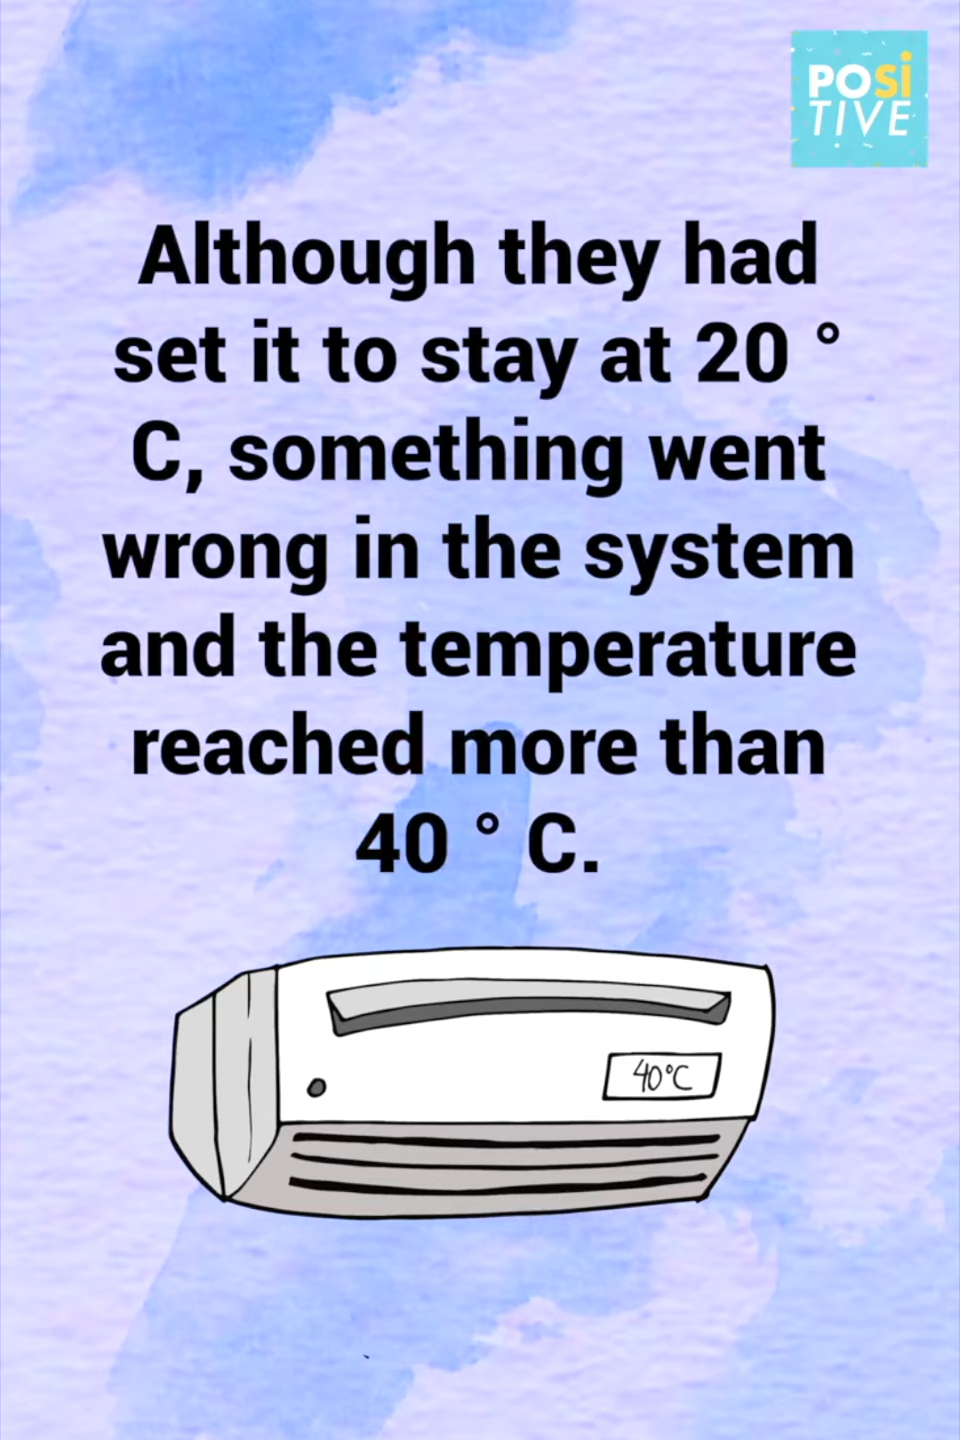 POSi
TIVE
Although they had
set it to stay at 20 °
C, something went
wrong in the system
and the temperature
reached more than
40 ° C.
40°C